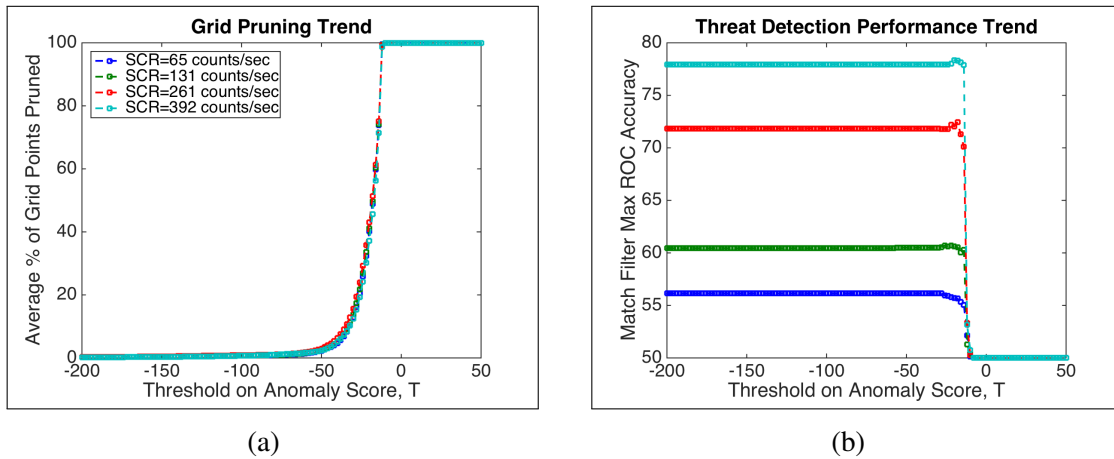 Grid Pruning Trend
100
80
60
40
20
0
Average % of Grid Points Pruned
SCR=65 counts/sec
SCR=131 counts/sec
SCR=261 counts/sec
SCR=392 counts/sec
-200 -150 -100 -50 0 50
Threshold on Anomaly Score, T
(a)
Threat Detection Performance Trend
80
75
70
65
60
55
50
Match Filter Max ROC Accuracy
-200 -150 -100 -50 0 50
Threshold on Anomaly Score, T
(b)